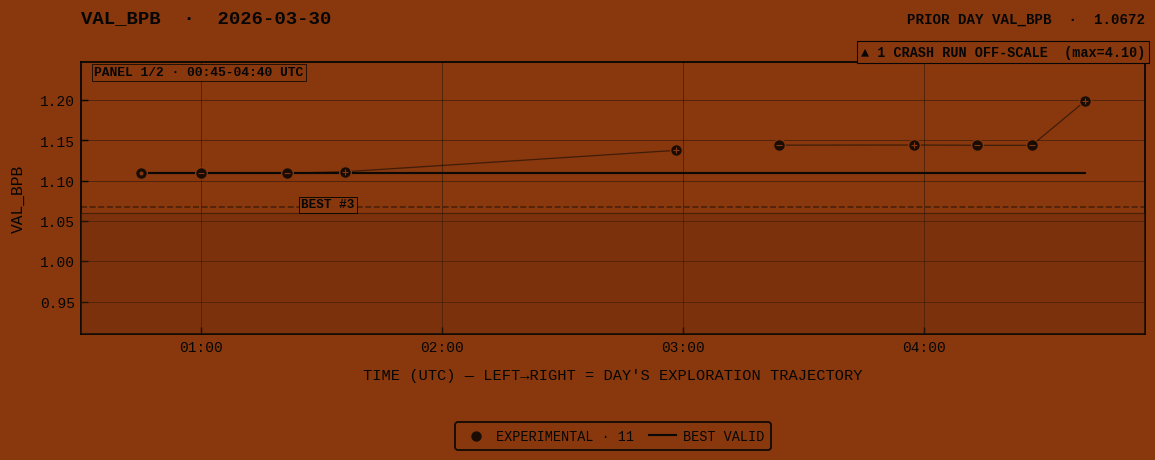 VAL_BPB · 2026-03-30
PRIOR DAY VAL_BPB · 1.0672
▲ 1 CRASH RUN OFF-SCALE (max=4.10)
PANEL 1/2 · 00:45-04:40 UTC
1.20
1.15
1.10
1.05
1.00
0.95
VAL_BPB
BEST #3
01:00 02:00 03:00 04:00
TIME (UTC) — LEFT→RIGHT = DAY'S EXPLORATION TRAJECTORY
EXPERIMENTAL · 11 BEST VALID